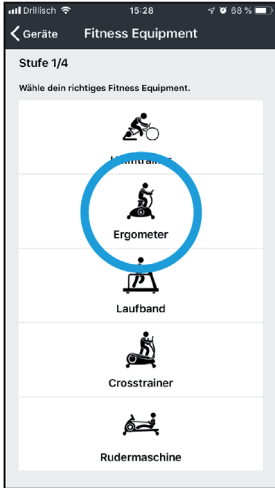 Drillisch 15:28 68 %
Geräte Fitness Equipment
Stufe 1/4
Wähle dein richtiges Fitness Equipment.
Ergometer
Laufband
Crosstrainer
Rudermaschine